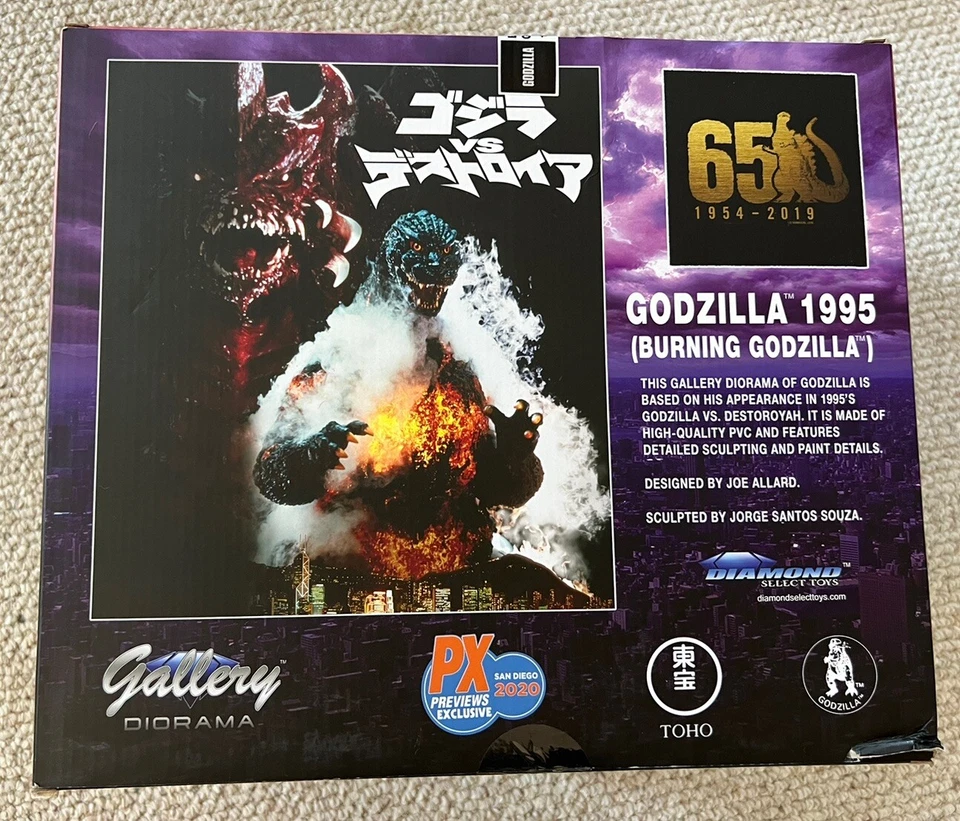 GODZILLA
ゴジラ
VS
デストロイア
65
1954-2019
GODZILLA™ 1995
(BURNING GODZILLA™)
THIS GALLERY DIORAMA OF GODZILLA IS
BASED ON HIS APPEARANCE IN 1995'S
GODZILLA VS. DESTOROYAH. IT IS MADE OF
HIGH-QUALITY PVC AND FEATURES
DETAILED SCULPTING AND PAINT DETAILS.
DESIGNED BY JOE ALLARD.
SCULPTED BY JORGE SANTOS SOUZA.
DIAMOND™
SELECT TOYS
diamondselecttoys.com
Gallery™
DIORAMA
PX
PREVIEWS
EXCLUSIVE
SAN DIEGO
2020
東宝
TOHO
GODZILLA™